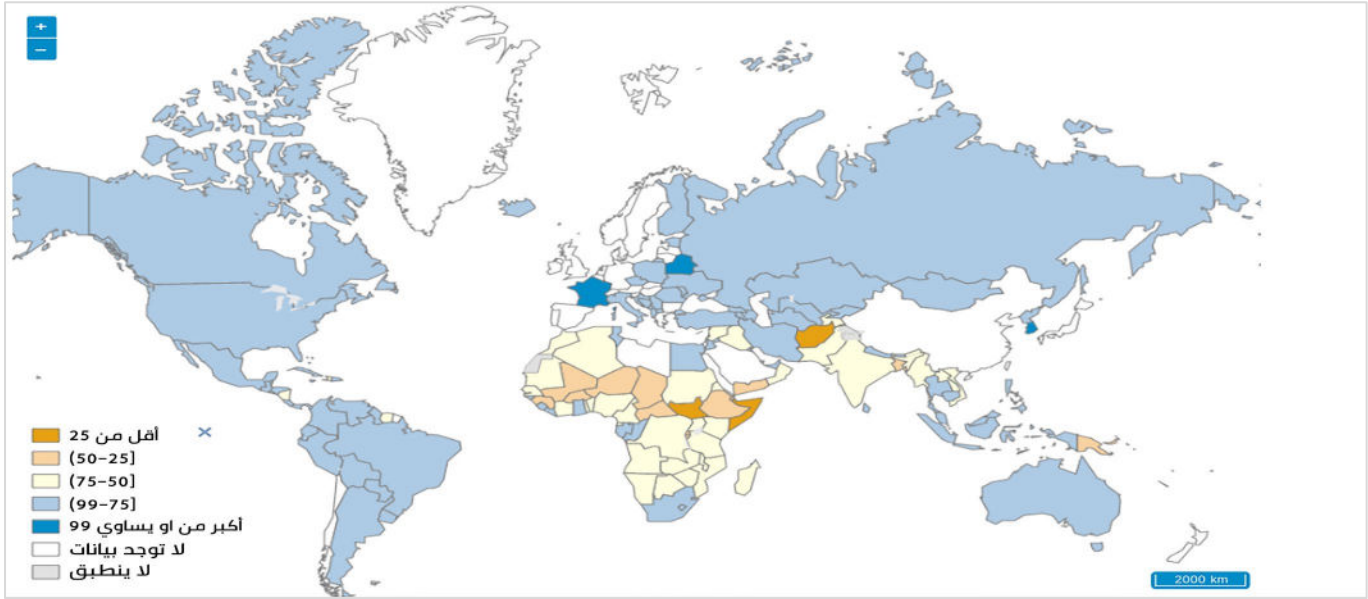 +
−
أقل من 25
(50–25]
(75–50]
(99–75]
أكبر من او يساوي 99
لا توجد بيانات
لا ينطبق
2000 km